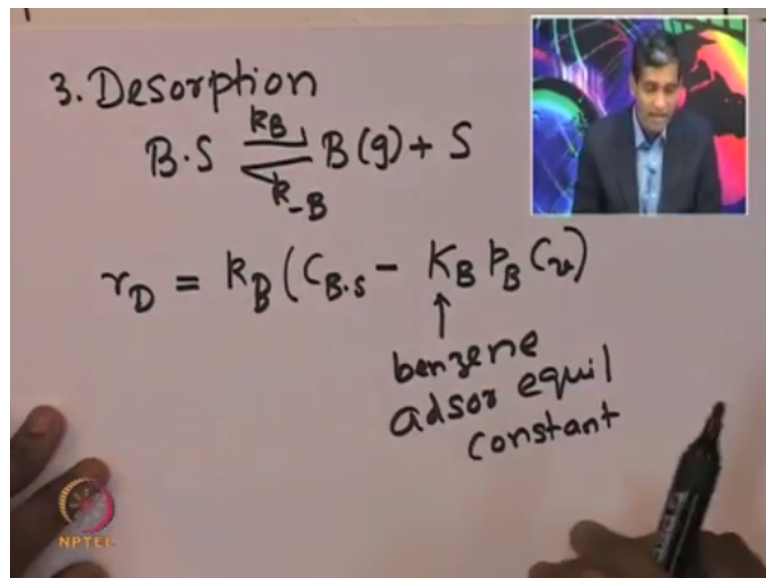 3. Desorption
k_B
B·S ⇌ B(g) + S
k_-B
r_D = k_B (C_B·S - K_B p_B C_v)
↑
benzene
adsor equil
constant
NPTEL